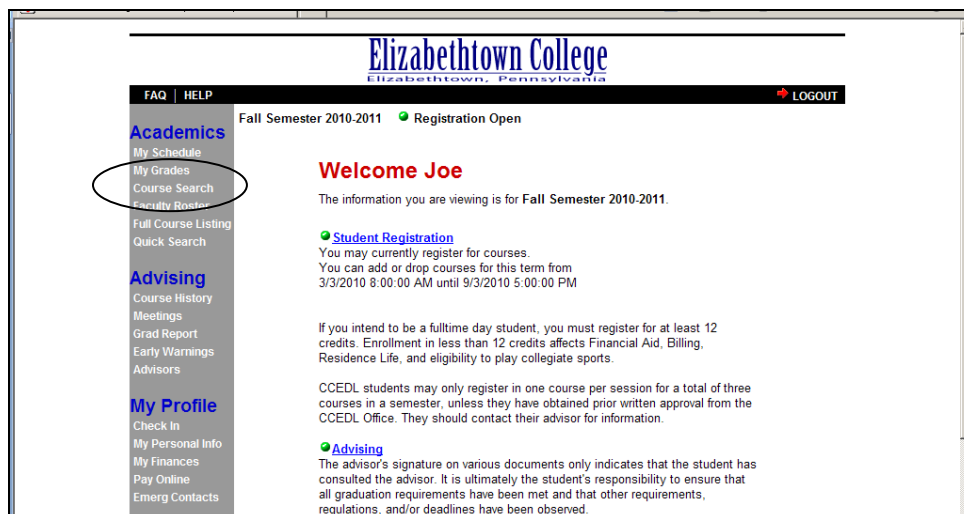 Elizabethtown College
Elizabethtown, Pennsylvania
FAQ | HELP
LOGOUT
Fall Semester 2010-2011 Registration Open
Academics
My Schedule
My Grades
Course Search
Faculty Roster
Full Course Listing
Quick Search
Advising
Course History
Meetings
Grad Report
Early Warnings
Advisors
My Profile
Check In
My Personal Info
My Finances
Pay Online
Emerg Contacts
Welcome Joe
The information you are viewing is for Fall Semester 2010-2011.
Student Registration
You may currently register for courses.
You can add or drop courses for this term from
3/3/2010 8:00:00 AM until 9/3/2010 5:00:00 PM
If you intend to be a fulltime day student, you must register for at least 12
credits. Enrollment in less than 12 credits affects Financial Aid, Billing,
Residence Life, and eligibility to play collegiate sports.
CCEDL students may only register in one course per session for a total of three
courses in a semester, unless they have obtained prior written approval from the
CCEDL Office. They should contact their advisor for information.
Advising
The advisor's signature on various documents only indicates that the student has
consulted the advisor. It is ultimately the student's responsibility to ensure that
all graduation requirements have been met and that other requirements,
regulations, and/or deadlines have been observed.